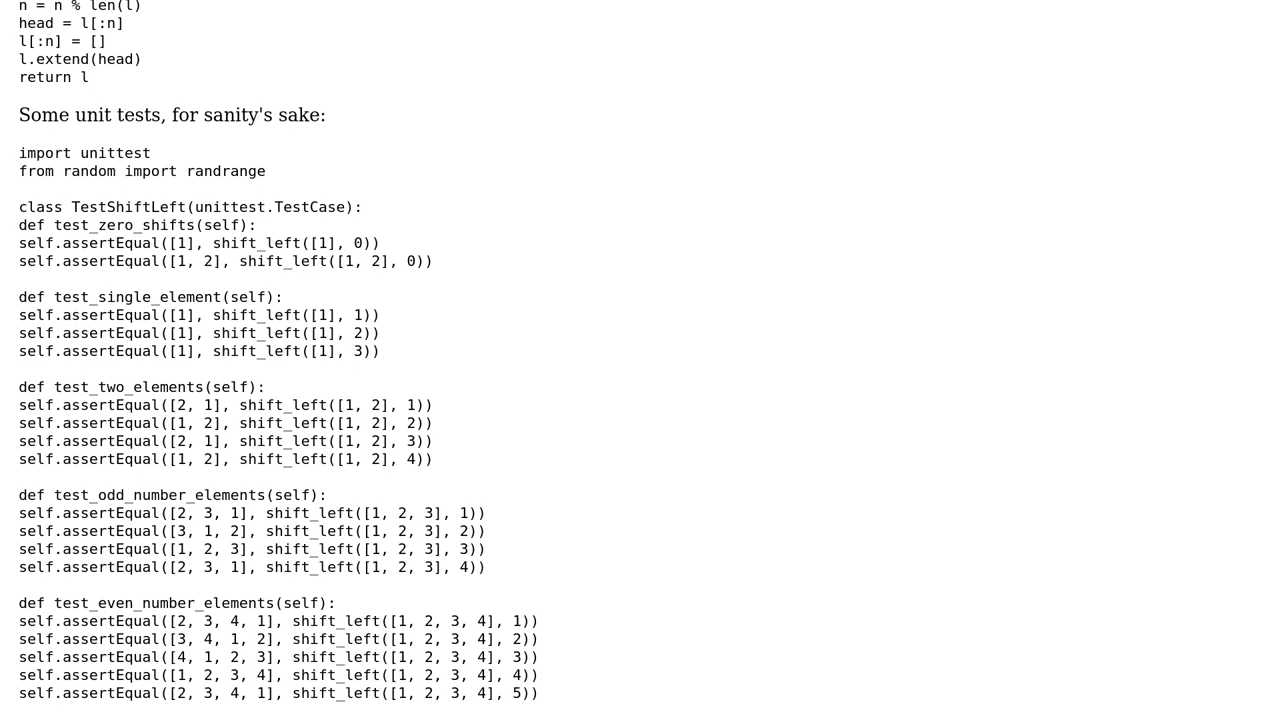 n = n % len(l)
head = l[:n]
l[:n] = []
l.extend(head)
return l
Some unit tests, for sanity's sake:
import unittest
from random import randrange
class TestShiftLeft(unittest.TestCase):
def test_zero_shifts(self):
self.assertEqual([1], shift_left([1], 0))
self.assertEqual([1, 2], shift_left([1, 2], 0))
def test_single_element(self):
self.assertEqual([1], shift_left([1], 1))
self.assertEqual([1], shift_left([1], 2))
self.assertEqual([1], shift_left([1], 3))
def test_two_elements(self):
self.assertEqual([2, 1], shift_left([1, 2], 1))
self.assertEqual([1, 2], shift_left([1, 2], 2))
self.assertEqual([2, 1], shift_left([1, 2], 3))
self.assertEqual([1, 2], shift_left([1, 2], 4))
def test_odd_number_elements(self):
self.assertEqual([2, 3, 1], shift_left([1, 2, 3], 1))
self.assertEqual([3, 1, 2], shift_left([1, 2, 3], 2))
self.assertEqual([1, 2, 3], shift_left([1, 2, 3], 3))
self.assertEqual([2, 3, 1], shift_left([1, 2, 3], 4))
def test_even_number_elements(self):
self.assertEqual([2, 3, 4, 1], shift_left([1, 2, 3, 4], 1))
self.assertEqual([3, 4, 1, 2], shift_left([1, 2, 3, 4], 2))
self.assertEqual([4, 1, 2, 3], shift_left([1, 2, 3, 4], 3))
self.assertEqual([1, 2, 3, 4], shift_left([1, 2, 3, 4], 4))
self.assertEqual([2, 3, 4, 1], shift_left([1, 2, 3, 4], 5))